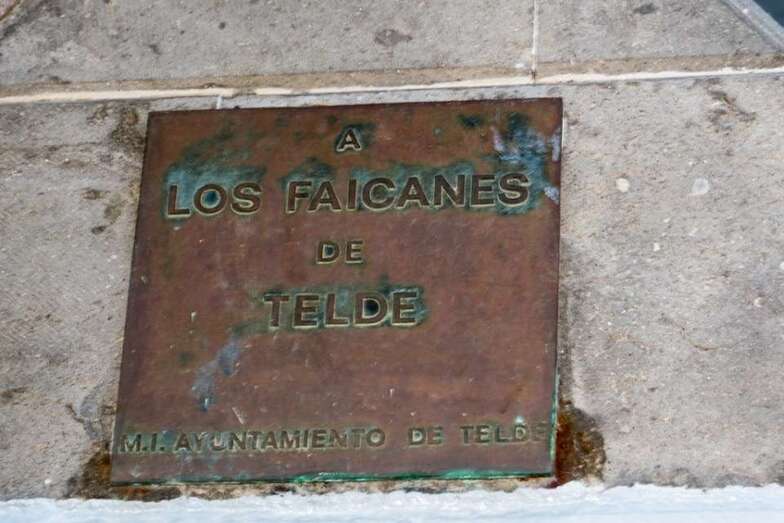 A
LOS FAICANES
DE
TELDE
M.I. AYUNTAMIENTO DE TELDE